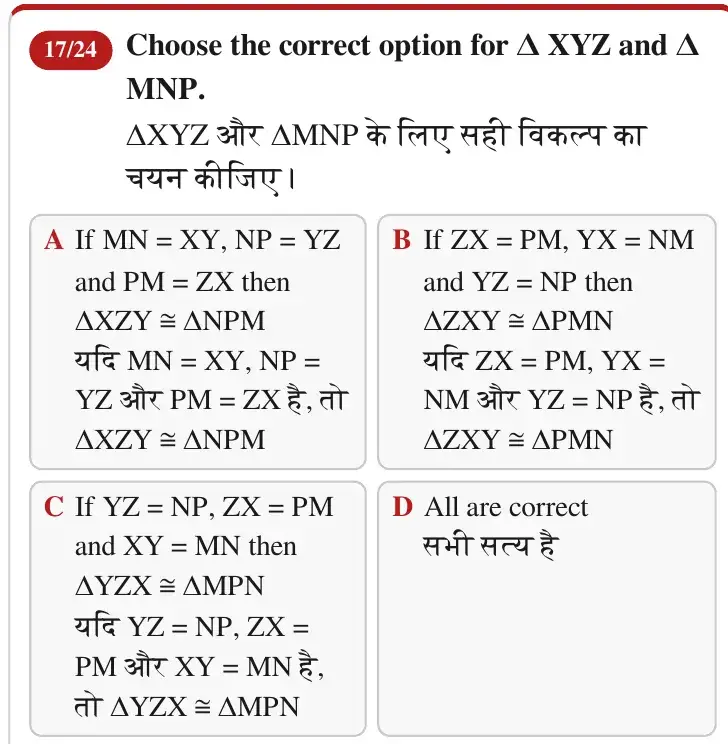 17/24 Choose the correct option for Δ XYZ and Δ
MNP.
ΔXYZ और ΔMNP के लिए सही विकल्प का
चयन कीजिए।
A If MN = XY, NP = YZ
and PM = ZX then
ΔXZY ≅ ΔNPM
यदि MN = XY, NP =
YZ और PM = ZX है, तो
ΔXZY ≅ ΔNPM
B If ZX = PM, YX = NM
and YZ = NP then
ΔZXY ≅ ΔPMN
यदि ZX = PM, YX =
NM और YZ = NP है, तो
ΔZXY ≅ ΔPMN
C If YZ = NP, ZX = PM
and XY = MN then
ΔYZX ≅ ΔMPN
यदि YZ = NP, ZX =
PM और XY = MN है,
तो ΔYZX ≅ ΔMPN
D All are correct
सभी सत्य है